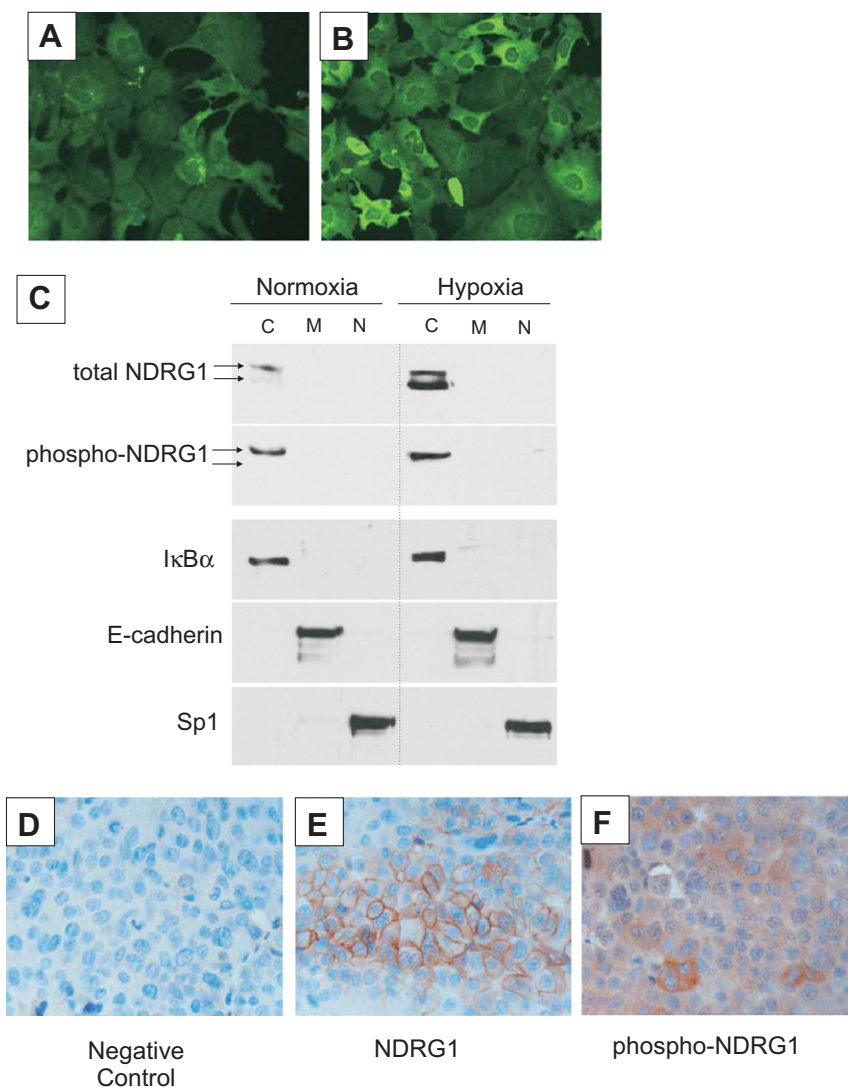 A
B
C
Normoxia
Hypoxia
C M N C M N
total NDRG1
phospho-NDRG1
IκBα
E-cadherin
Sp1
D
E
F
Negative
Control
NDRG1
phospho-NDRG1